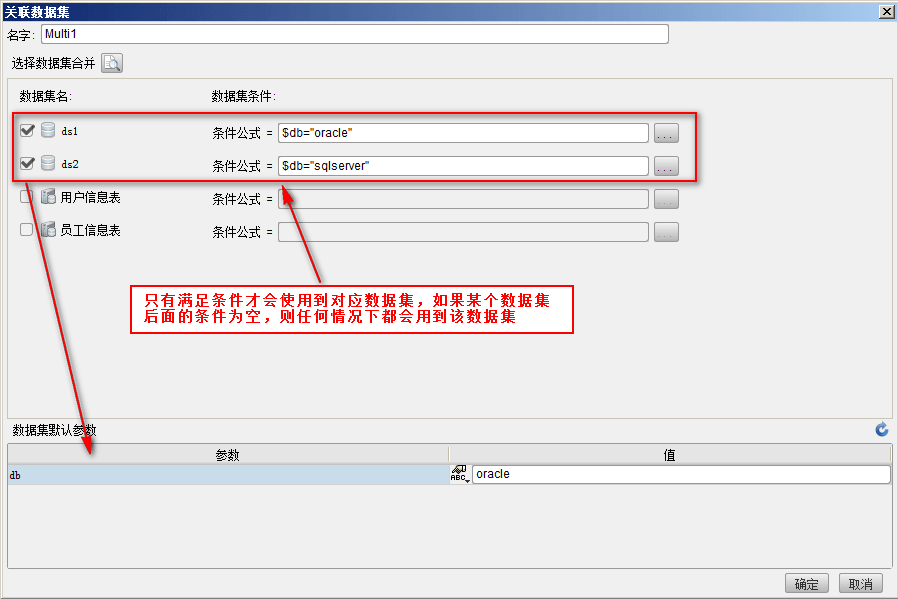 关联数据集
名字: Multi1
选择数据集合并
数据集名: 数据集条件:
ds1 条件公式 = $db="oracle" ...
ds2 条件公式 = $db="sqlserver" ...
用户信息表 条件公式 = ...
员工信息表 条件公式 = ...
只有满足条件才会使用到对应数据集，如果某个数据集
后面的条件为空，则任何情况下都会用到该数据集
数据集默认参数
参数 值
db ABC oracle
确定 取消